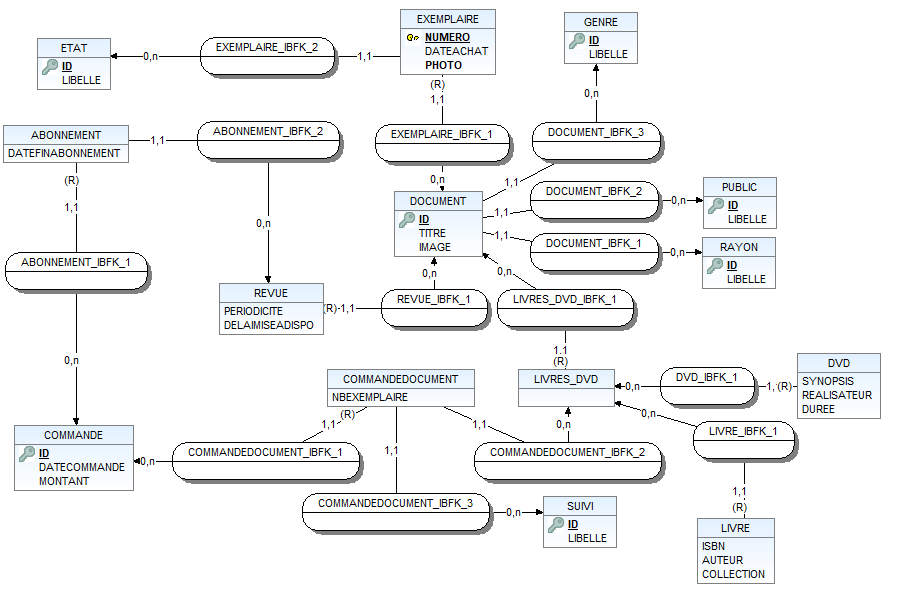 EXEMPLAIRE
NUMERO
DATEACHAT
PHOTO
GENRE
ID
LIBELLE
ETAT
ID
LIBELLE
0,n
EXEMPLAIRE_IBFK_2
1,1
(R)
1,1
0,n
ABONNEMENT
DATEFINABONNEMENT
1,1
ABONNEMENT_IBFK_2
EXEMPLAIRE_IBFK_1
DOCUMENT_IBFK_3
(R)
1,1
0,n
1,1
DOCUMENT
ID
TITRE
IMAGE
1,1
DOCUMENT_IBFK_2
0,n
PUBLIC
ID
LIBELLE
0,n
1,1
DOCUMENT_IBFK_1
0,n
RAYON
ID
LIBELLE
ABONNEMENT_IBFK_1
0,n
0,n
REVUE
PERIODICITE
DELAIMISEADISPO
(R)
1,1
REVUE_IBFK_1
LIVRES_DVD_IBFK_1
0,n
1,1
(R)
COMMANDEDOCUMENT
NBEXEMPLAIRE
LIVRES_DVD
0,n
DVD_IBFK_1
1,1
(R)
DVD
SYNOPSIS
REALISATEUR
DUREE
(R)
1,1
1,1
1,1
0,n
0,n
LIVRE_IBFK_1
COMMANDE
ID
DATECOMMANDE
MONTANT
0,n
COMMANDEDOCUMENT_IBFK_1
COMMANDEDOCUMENT_IBFK_2
1,1
(R)
COMMANDEDOCUMENT_IBFK_3
0,n
SUIVI
ID
LIBELLE
LIVRE
ISBN
AUTEUR
COLLECTION